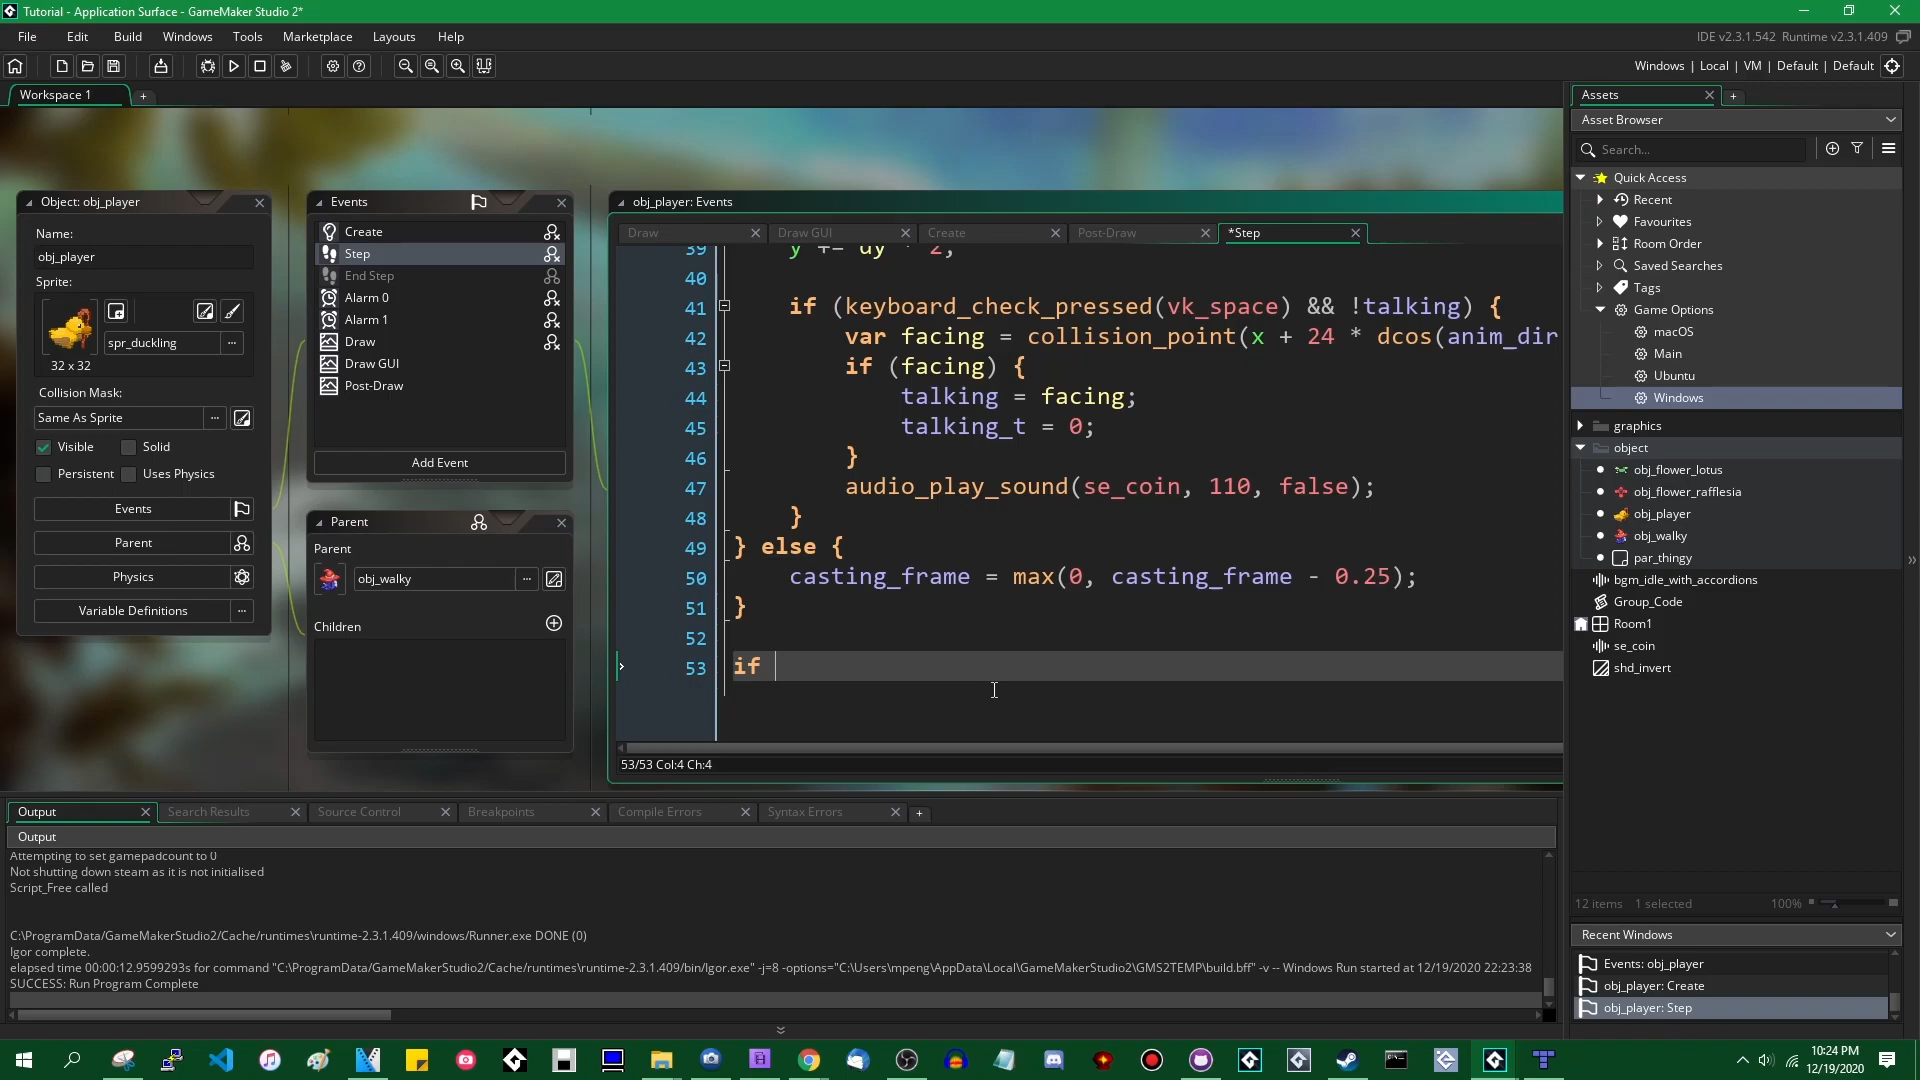 Tutorial - Application Surface - GameMaker Studio 2*
File Edit Build Windows Tools Marketplace Layouts Help
IDE v2.3.1.542 Runtime v2.3.1.409
Windows | Local | VM | Default | Default
Workspace 1
Object: obj_player
Name:
obj_player
Sprite:
spr_duckling
32 x 32
Collision Mask:
Same As Sprite
Visible Solid
Persistent Uses Physics
Events
Parent
Physics
Variable Definitions
Events
Create
Step
End Step
Alarm 0
Alarm 1
Draw
Draw GUI
Post-Draw
Add Event
Parent
Parent
obj_walky
Children
obj_player: Events
Draw Draw GUI Create Post-Draw *Step
39 y += dy * 2;
40
41 if (keyboard_check_pressed(vk_space) && !talking) {
42 var facing = collision_point(x + 24 * dcos(anim_dir
43 if (facing) {
44 talking = facing;
45 talking_t = 0;
46 }
47 audio_play_sound(se_coin, 110, false);
48 }
49 } else {
50 casting_frame = max(0, casting_frame - 0.25);
51 }
52
53 if
53/53 Col:4 Ch:4
Assets
Asset Browser
Search...
Quick Access
Recent
Favourites
Room Order
Saved Searches
Tags
Game Options
macOS
Main
Ubuntu
Windows
graphics
object
obj_flower_lotus
obj_flower_rafflesia
obj_player
obj_walky
par_thingy
bgm_idle_with_accordions
Group_Code
Room1
se_coin
shd_invert
12 items 1 selected 100%
Recent Windows
Events: obj_player
obj_player: Create
obj_player: Step
Output Search Results Source Control Breakpoints Compile Errors Syntax Errors
Output
Attempting to set gamepadcount to 0
Not shutting down steam as it is not initialised
Script_Free called
C:\ProgramData/GameMakerStudio2/Cache/runtimes\runtime-2.3.1.409/windows/Runner.exe DONE (0)
Igor complete.
elapsed time 00:00:12.9599293s for command "C:\ProgramData/GameMakerStudio2/Cache/runtimes\runtime-2.3.1.409/bin/Igor.exe" -j=8 -options="C:\Users\mpeng\AppData\Local\GameMakerStudio2\GMS2TEMP\build.bff" -v -- Windows Run started at 12/19/2020 22:23:38
SUCCESS: Run Program Complete
10:24 PM
12/19/2020